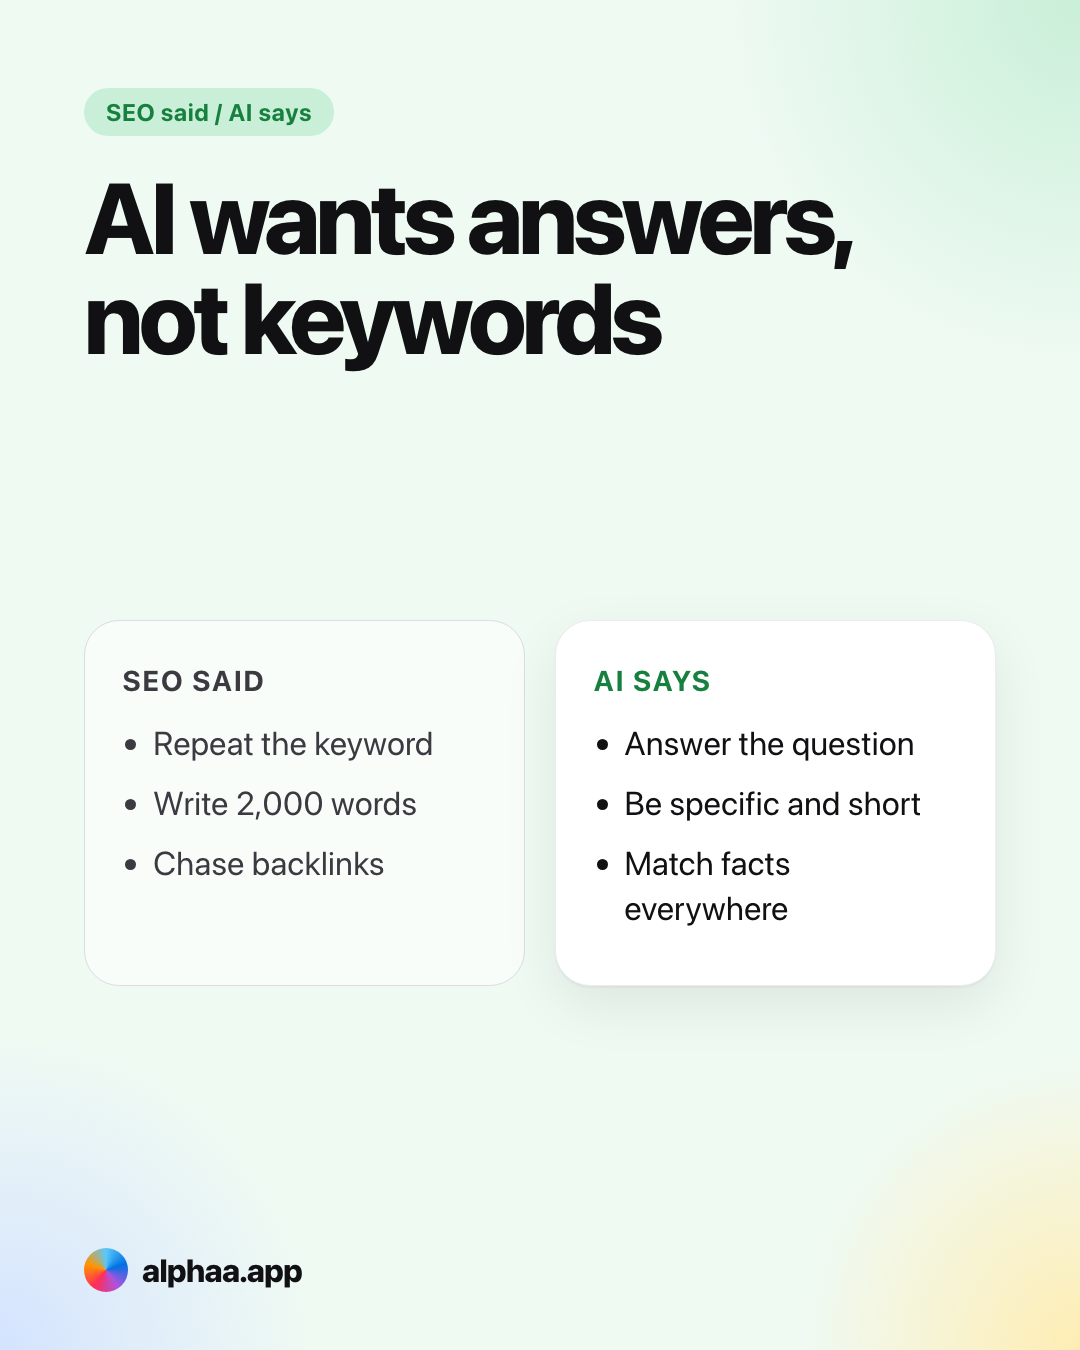 SEO said / AI says
AI wants answers,
not keywords
SEO SAID
• Repeat the keyword
• Write 2,000 words
• Chase backlinks
AI SAYS
• Answer the question
• Be specific and short
• Match facts
everywhere
alphaa.app